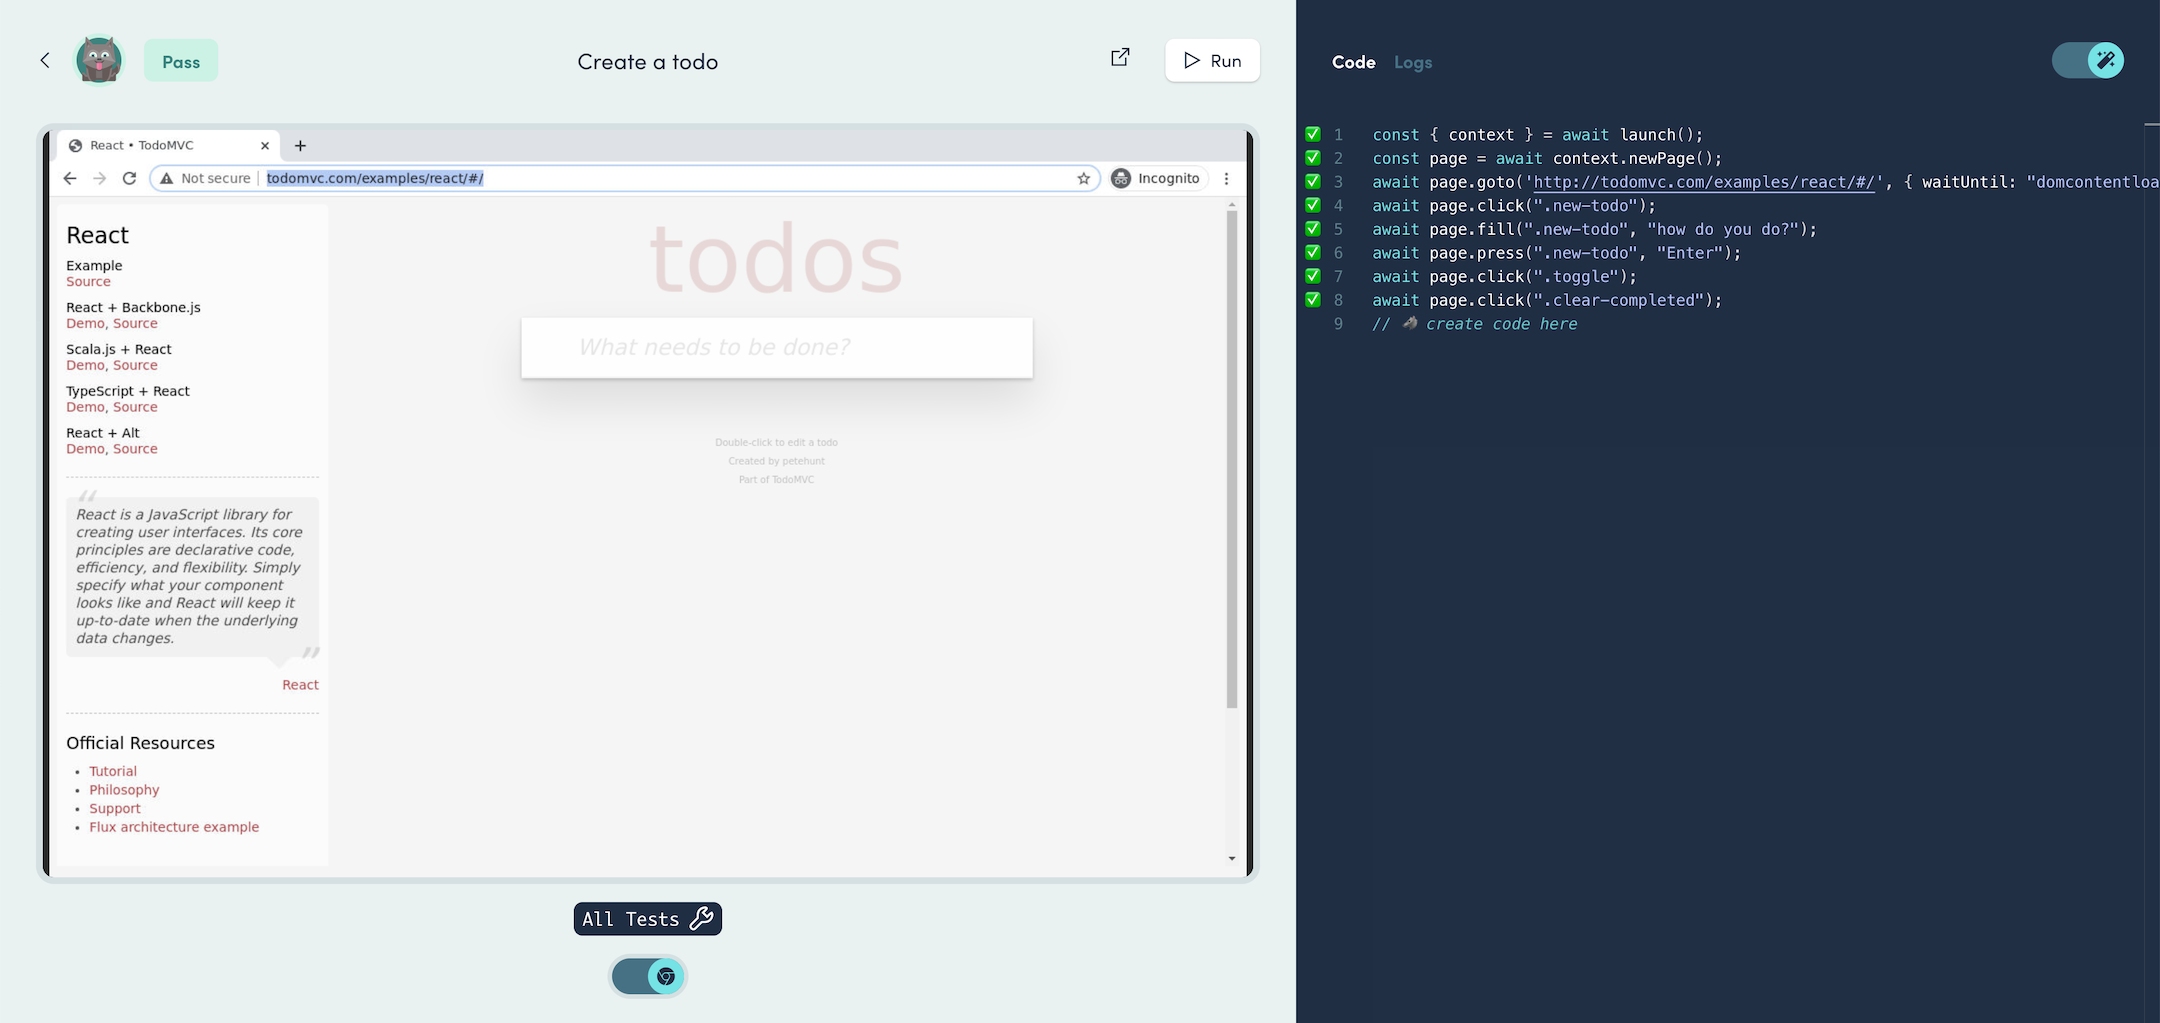 Pass
Create a todo
Run
React • TodoMVC
Not secure
todomvc.com/examples/react/#/
Incognito
React
Example
Source
React + Backbone.js
Demo, Source
Scala.js + React
Demo, Source
TypeScript + React
Demo, Source
React + Alt
Demo, Source
“
React is a JavaScript library for
creating user interfaces. Its core
principles are declarative code,
efficiency, and flexibility. Simply
specify what your component
looks like and React will keep it
up-to-date when the underlying
data changes.
”
React
Official Resources
• Tutorial
• Philosophy
• Support
• Flux architecture example
todos
What needs to be done?
Double-click to edit a todo
Created by petehunt
Part of TodoMVC
All Tests
Code Logs
1 const { context } = await launch();
2 const page = await context.newPage();
3 await page.goto('http://todomvc.com/examples/react/#/', { waitUntil: "domcontentloa
4 await page.click(".new-todo");
5 await page.fill(".new-todo", "how do you do?");
6 await page.press(".new-todo", "Enter");
7 await page.click(".toggle");
8 await page.click(".clear-completed");
9 // 🐺 create code here